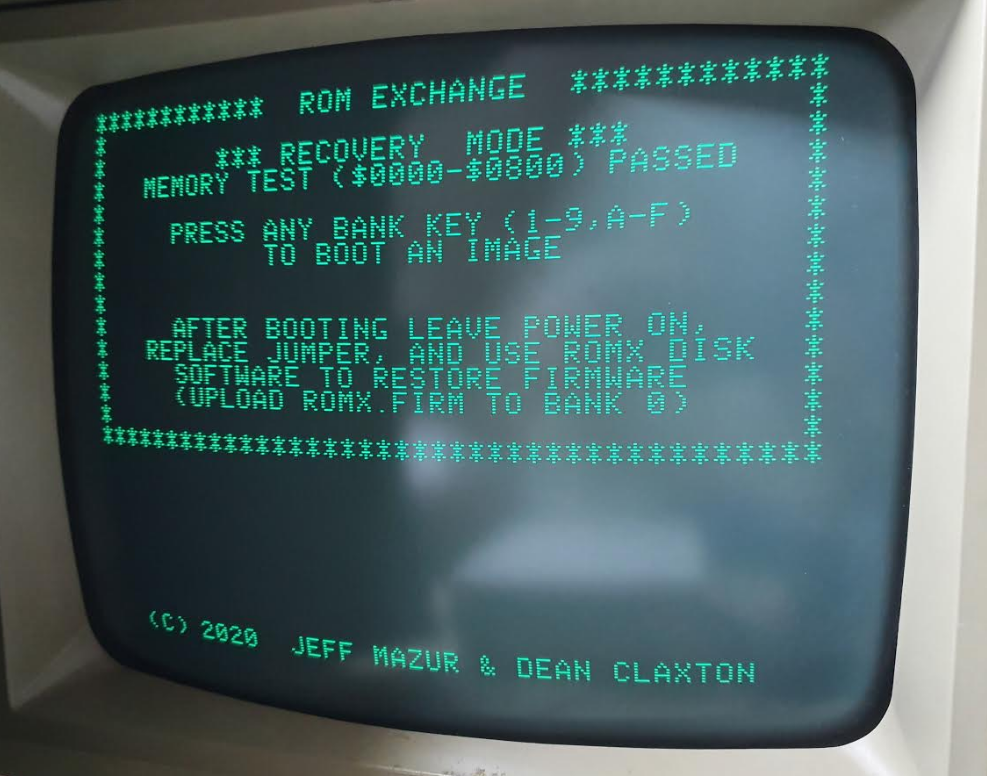 *********** ROM EXCHANGE ************
*** RECOVERY MODE ***
MEMORY TEST ($0000-$0800) PASSED
PRESS ANY BANK KEY (1-9,A-F)
TO BOOT AN IMAGE
AFTER BOOTING LEAVE POWER ON,
REPLACE JUMPER, AND USE ROMX DISK
SOFTWARE TO RESTORE FIRMWARE
(UPLOAD ROMX.FIRM TO BANK 0)
(C) 2020 JEFF MAZUR & DEAN CLAXTON